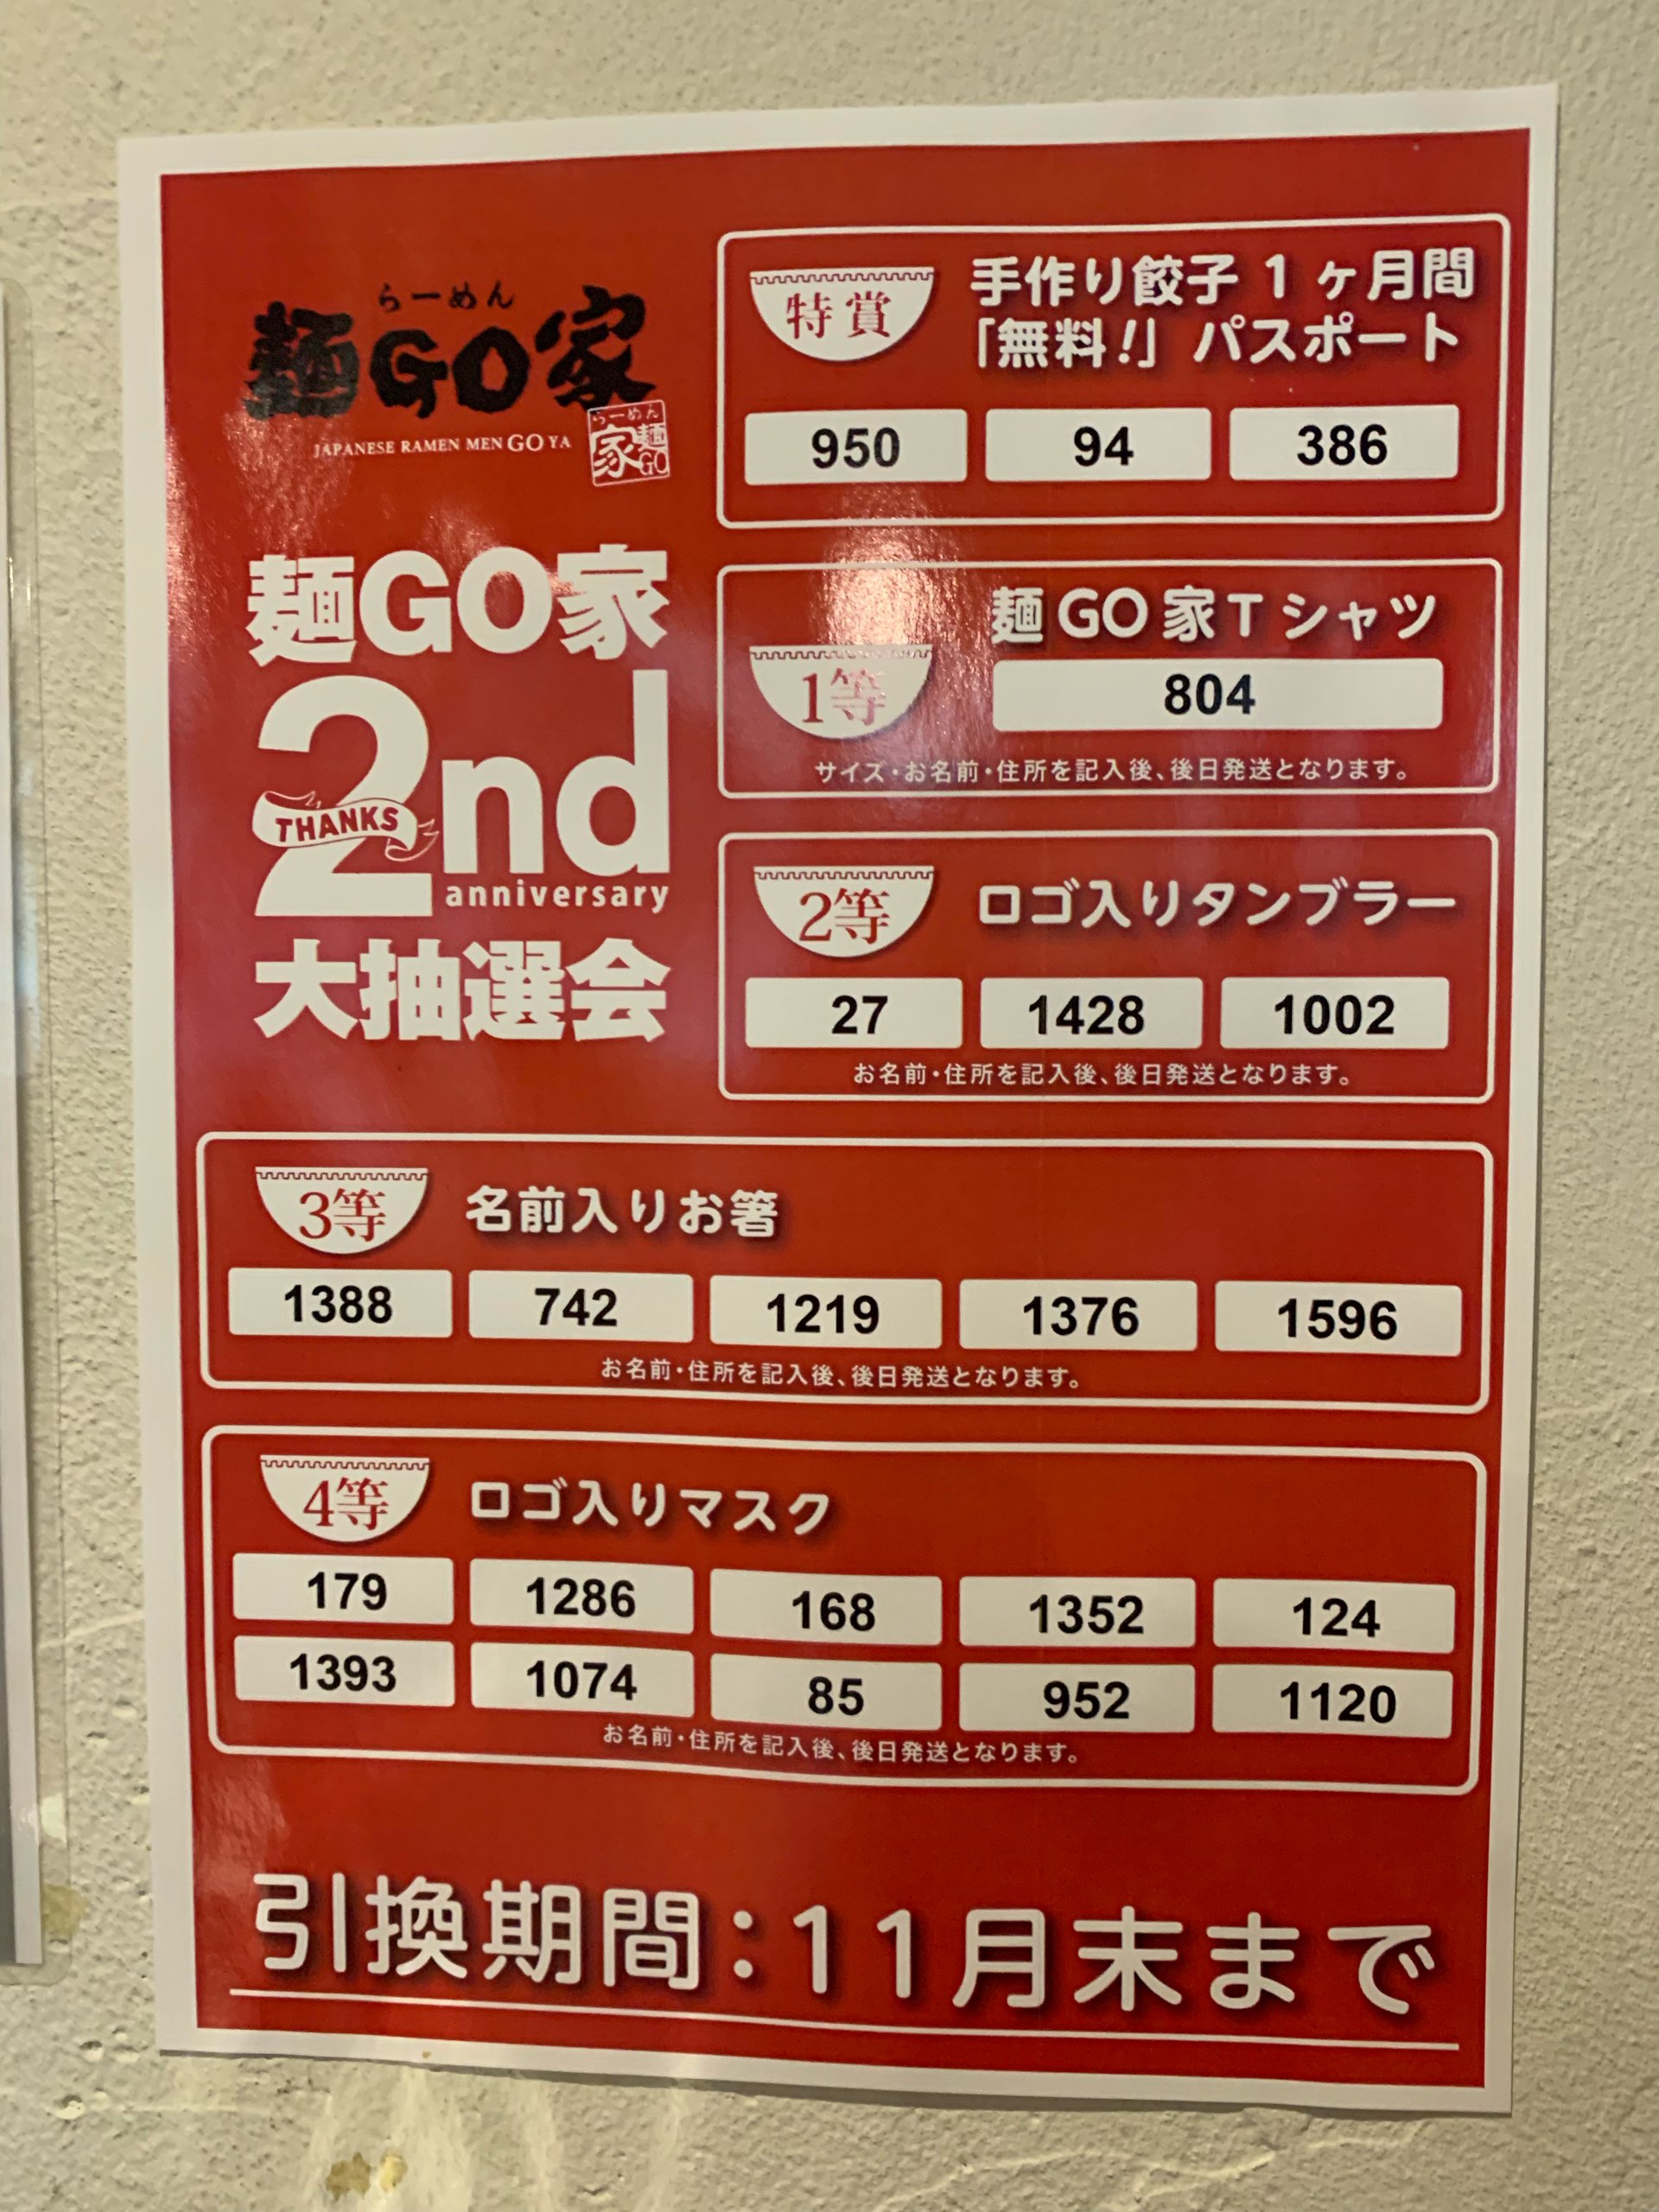 らーめん
麺GO家
JAPANESE RAMEN MEN GO YA
らーめん
家麺GO
麺GO家
2nd
THANKS
anniversary
大抽選会
特賞
手作り餃子1ヶ月間
「無料!」パスポート
950 94 386
1等
麺GO家Tシャツ
804
サイズ・お名前・住所を記入後、後日発送となります。
2等
ロゴ入りタンブラー
27 1428 1002
お名前・住所を記入後、後日発送となります。
3等
名前入りお箸
1388 742 1219 1376 1596
お名前・住所を記入後、後日発送となります。
4等
ロゴ入りマスク
179 1286 168 1352 124
1393 1074 85 952 1120
お名前・住所を記入後、後日発送となります。
引換期間:11月末まで